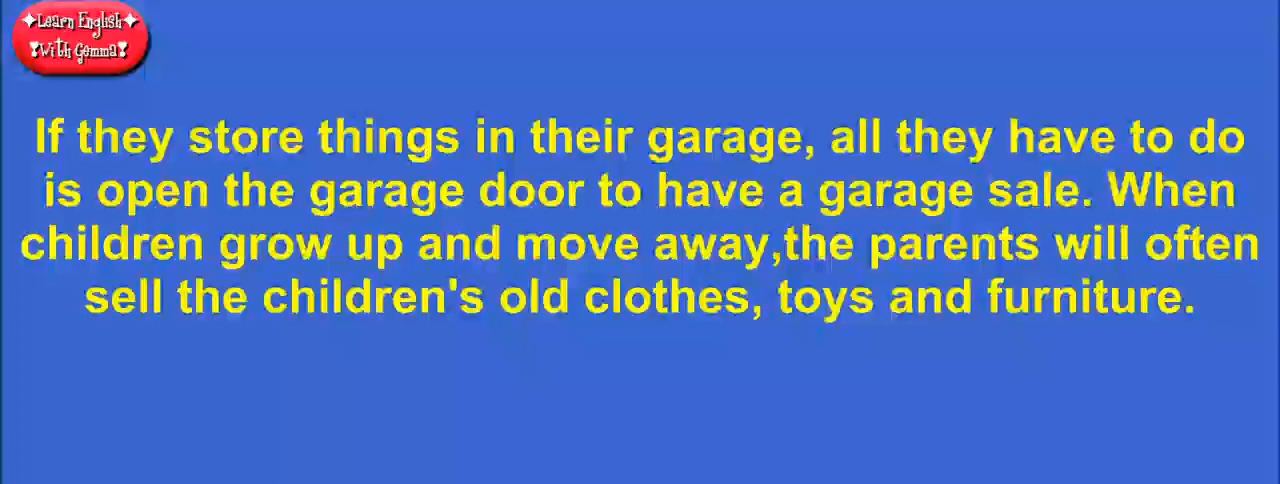 ✦Learn English✦
❣With Gemma❣
If they store things in their garage, all they have to do
is open the garage door to have a garage sale. When
children grow up and move away,the parents will often
sell the children's old clothes, toys and furniture.